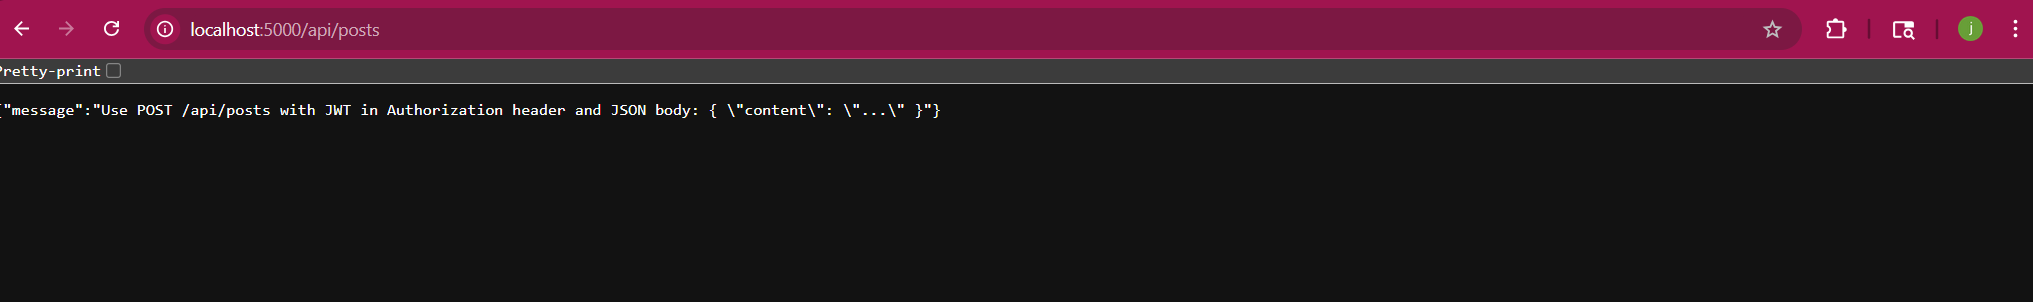 localhost:5000/api/posts
j
Pretty-print
{"message":"Use POST /api/posts with JWT in Authorization header and JSON body: { \"content\": \"...\" }"}